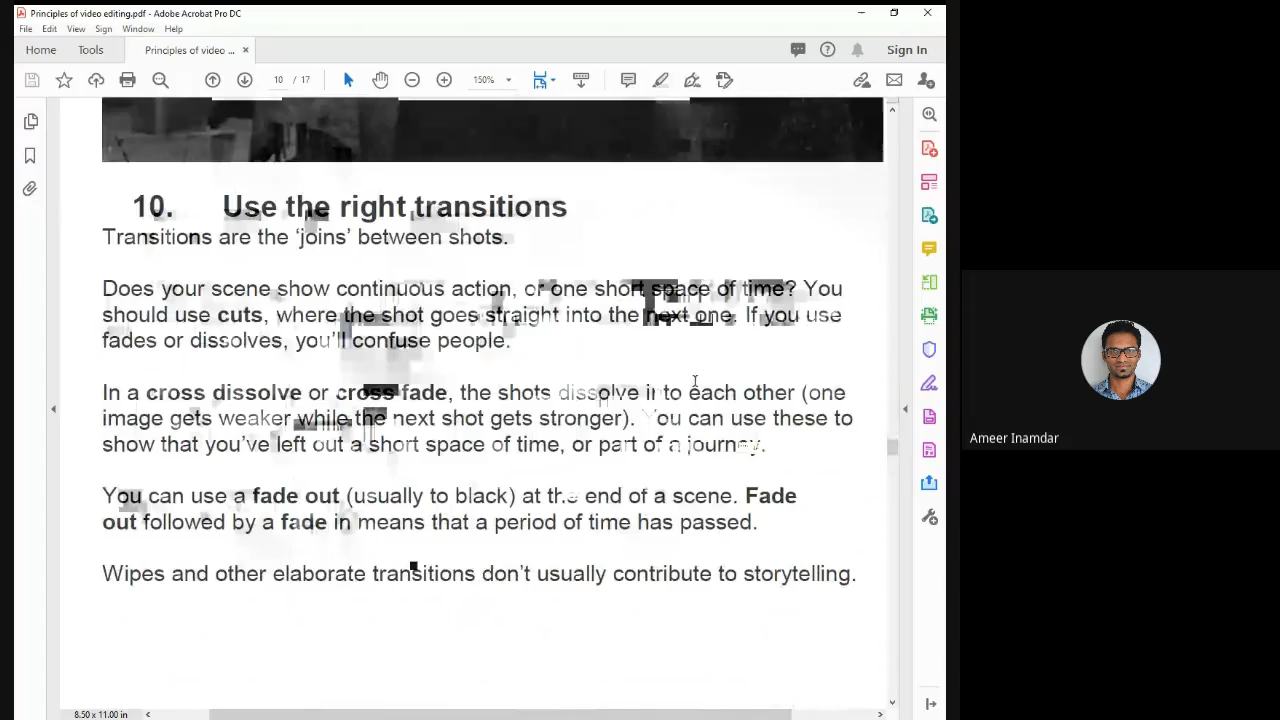 Principles of video editing.pdf - Adobe Acrobat Pro DC
File Edit View Sign Window Help
Home Tools Principles of video ... × Sign In
10 / 17 150%
10. Use the right transitions
Transitions are the ‘joins’ between shots.
Does your scene show continuous action, or one short space of time? You
should use cuts, where the shot goes straight into the next one. If you use
fades or dissolves, you’ll confuse people.
In a cross dissolve or cross fade, the shots dissolve into each other (one
image gets weaker while the next shot gets stronger). You can use these to
show that you’ve left out a short space of time, or part of a journey.
You can use a fade out (usually to black) at the end of a scene. Fade
out followed by a fade in means that a period of time has passed.
Wipes and other elaborate transitions don’t usually contribute to storytelling.
8.50 x 11.00 in
Ameer Inamdar